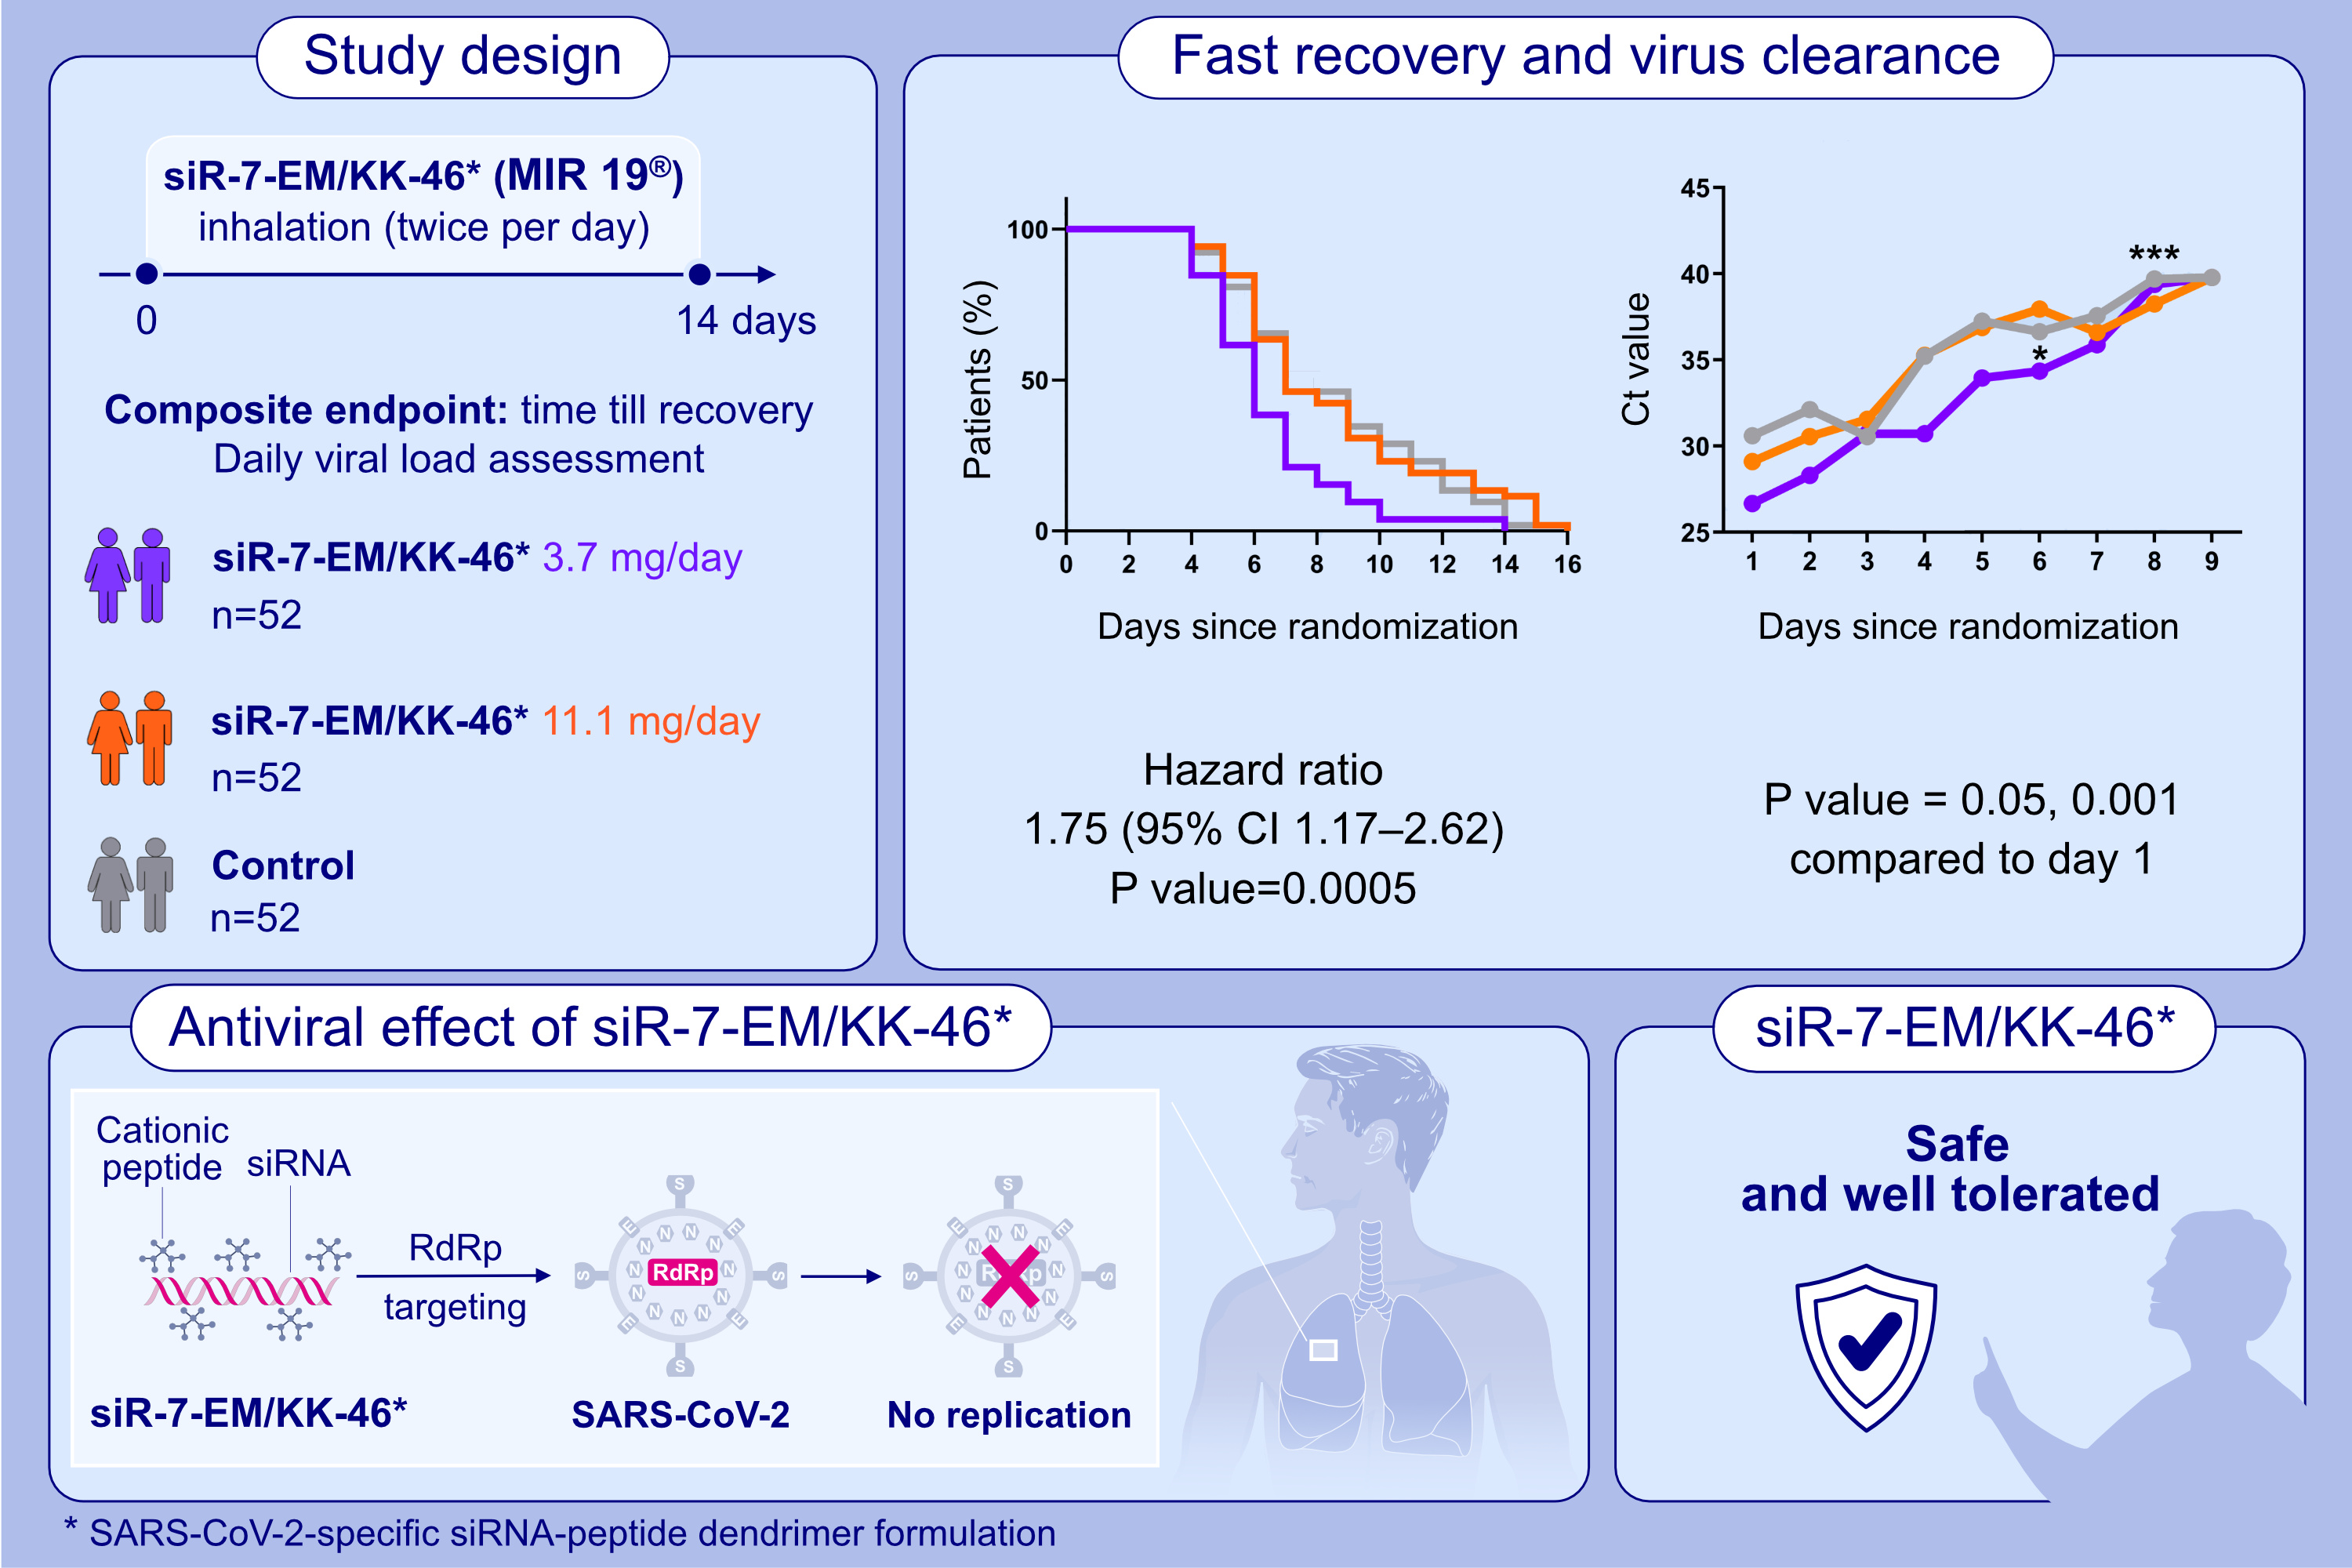 Study design
siR-7-EM/KK-46* (MIR 19®)
inhalation (twice per day)
0
14 days
Composite endpoint: time till recovery
Daily viral load assessment
siR-7-EM/KK-46* 3.7 mg/day
n=52
siR-7-EM/KK-46* 11.1 mg/day
n=52
Control
n=52
Fast recovery and virus clearance
Patients (%)
100
50
0
0 2 4 6 8 10 12 14 16
Days since randomization
Hazard ratio
1.75 (95% CI 1.17–2.62)
P value=0.0005
Ct value
45
40
35
30
25
***
*
1 2 3 4 5 6 7 8 9
Days since randomization
P value = 0.05, 0.001
compared to day 1
Antiviral effect of siR-7-EM/KK-46*
Cationic
peptide
siRNA
siR-7-EM/KK-46*
RdRp
targeting
S
E N N N N E
N N
S N RdRp N S
N N
E N N N N E
S
SARS-CoV-2
S
E N N N N E
N R p N
S N N S
E N N N N E
S
No replication
siR-7-EM/KK-46*
Safe
and well tolerated
* SARS-CoV-2-specific siRNA-peptide dendrimer formulation